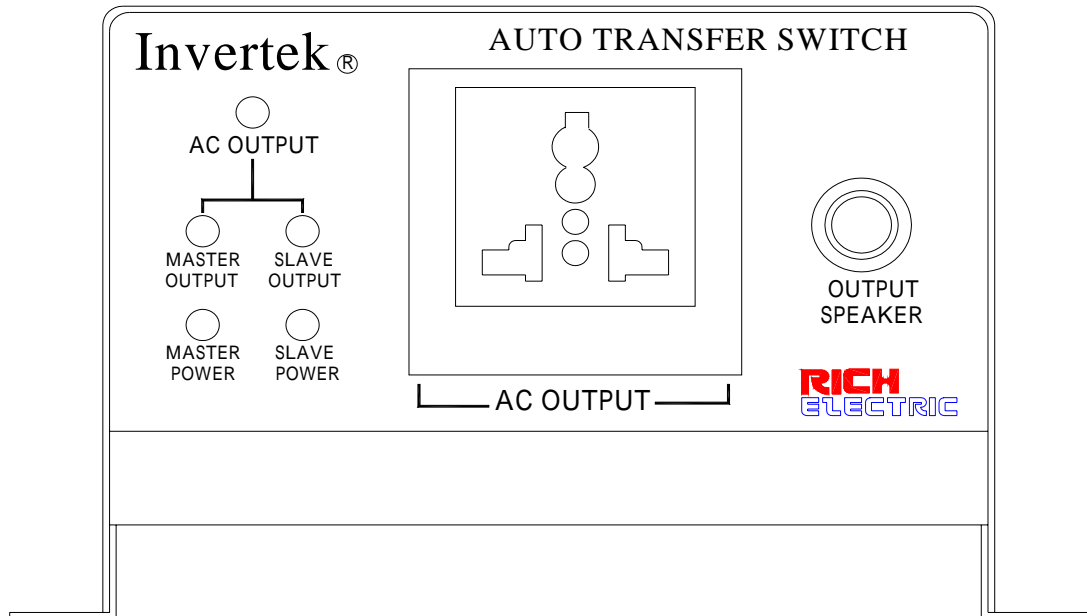 Invertek ®
AUTO TRANSFER SWITCH
AC OUTPUT
MASTER
OUTPUT
SLAVE
OUTPUT
MASTER
POWER
SLAVE
POWER
AC OUTPUT
OUTPUT
SPEAKER
RICH
ELECTRIC